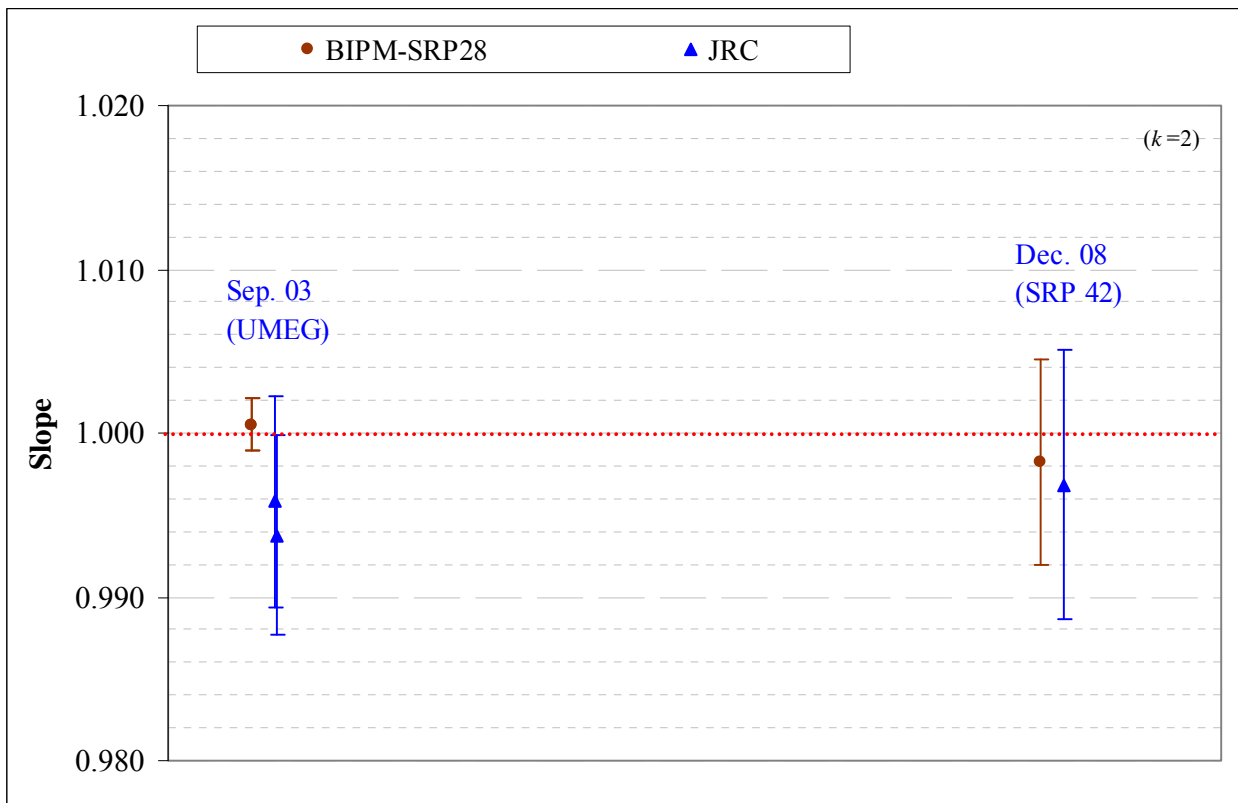 BIPM-SRP28 JRC
1.020
(k =2)
1.010
Dec. 08
(SRP 42)
Sep. 03
(UMEG)
1.000
Slope
0.990
0.980